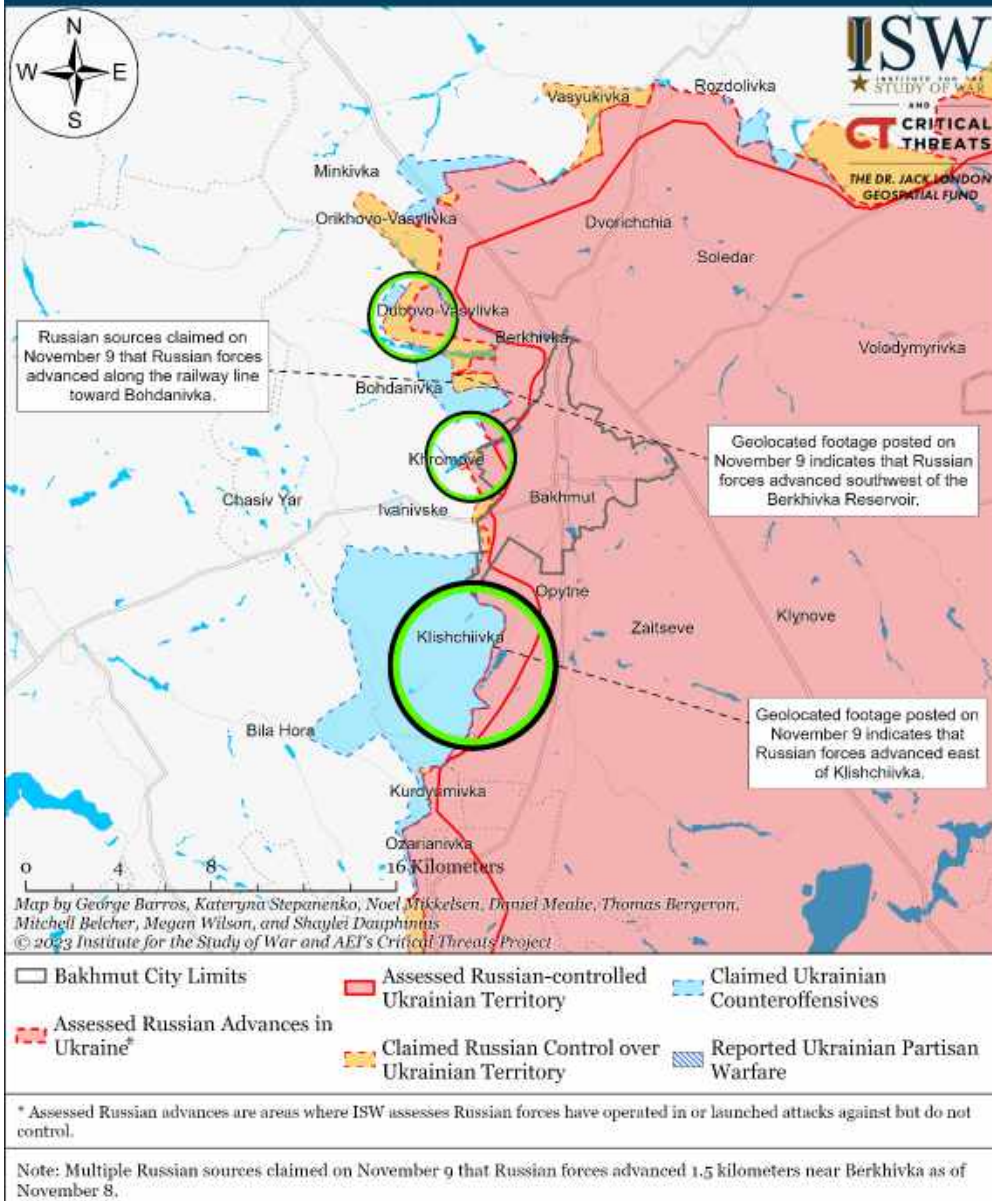 N
W E
S
ISW
INSTITUTE FOR THE
STUDY OF WAR
AND
CT CRITICAL
THREATS
THE DR. JACK LONDON
GEOSPATIAL FUND
Vasyukivka
Rozdolivka
Minkivka
Orikhovo-Vasylivka
Dvorichchia
Soledar
Dubovo-Vasylivka
Berkhivka
Volodymyrivka
Russian sources claimed on
November 9 that Russian forces
advanced along the railway line
toward Bohdanivka.
Bohdanivka
Geolocated footage posted on
November 9 indicates that Russian
forces advanced southwest of the
Berkhivka Reservoir.
Khromove
Chasiv Yar
Bakhmut
Ivanivske
Opytne
Klynove
Zaitseve
Klishchiivka
Geolocated footage posted on
November 9 indicates that
Russian forces advanced east
of Klishchiivka.
Bila Hora
Kurdyumivka
Ozarianivka
0 4 8 16 Kilometers
Map by George Barros, Kateryna Stepanenko, Noel Mikkelsen, Daniel Mealie, Thomas Bergeron,
Mitchell Belcher, Megan Wilson, and Shaylei Dauphinius
© 2023 Institute for the Study of War and AEI's Critical Threats Project
Bakhmut City Limits
Assessed Russian Advances in
Ukraine*
Assessed Russian-controlled
Ukrainian Territory
Claimed Russian Control over
Ukrainian Territory
Claimed Ukrainian
Counteroffensives
Reported Ukrainian Partisan
Warfare
* Assessed Russian advances are areas where ISW assesses Russian forces have operated in or launched attacks against but do not
control.
Note: Multiple Russian sources claimed on November 9 that Russian forces advanced 1.5 kilometers near Berkhivka as of
November 8.